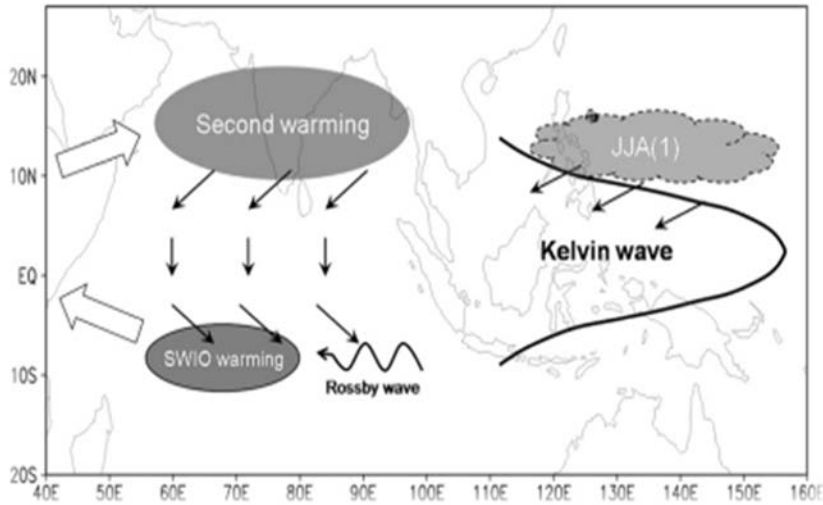 20N
Second warming
JJA(1)
10N
Kelvin wave
EQ
SWIO warming
Rossby wave
10S
20S
40E 50E 60E 70E 80E 90E 100E 110E 120E 130E 140E 150E 160E